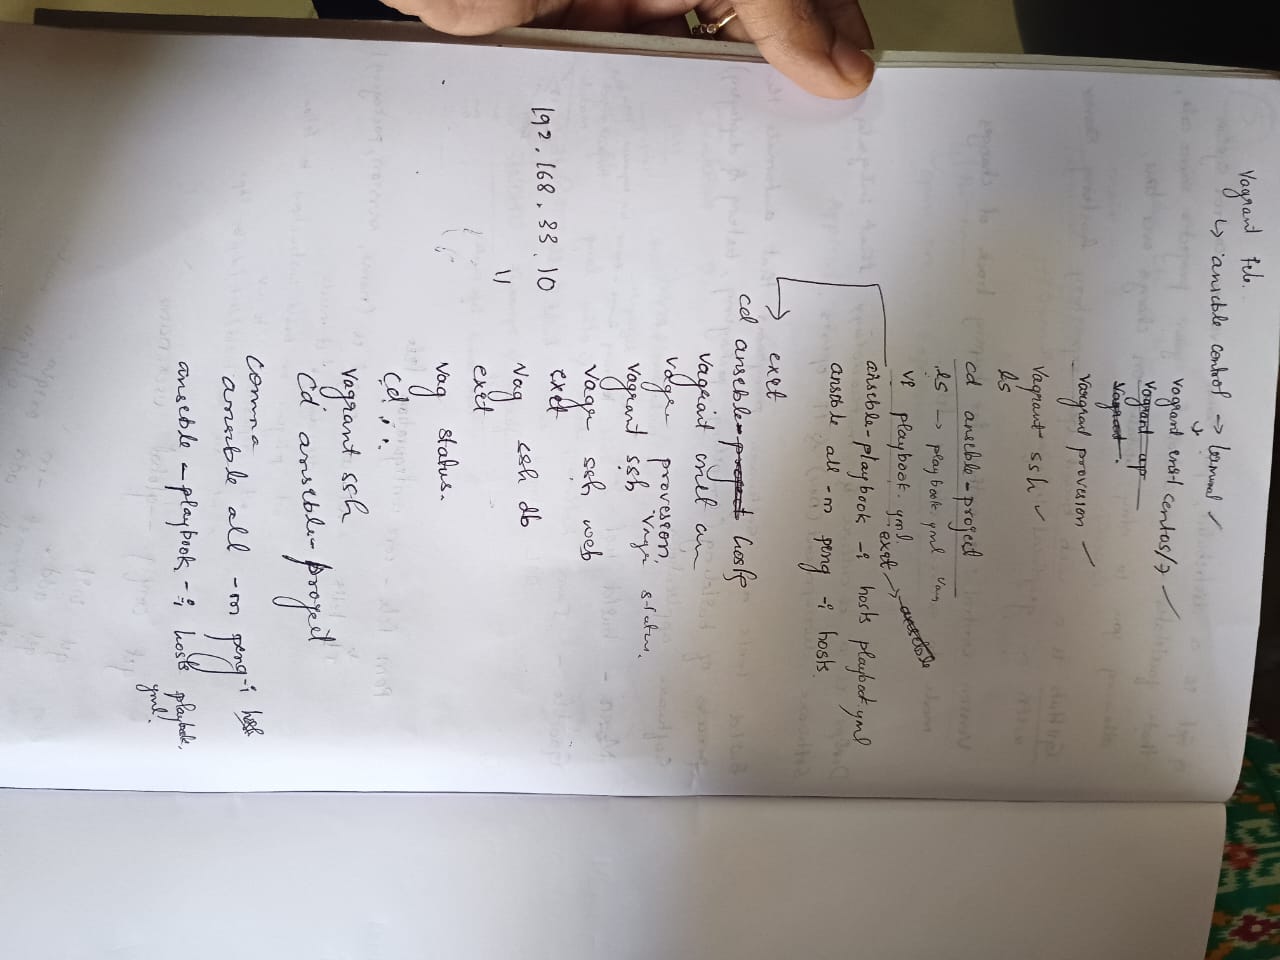 Vagrant file.
↳ ansible control → terminal ✓
vagrant init centos/7 ✓
vagrant up
vagrant.
vagrant provision ✓
vagrant ssh ✓
ls
cd ansible-project
ls → playbook.yml
vi playbook.yml.
exit → ansible
ansible-playbook -i hosts playbook.yml
ansible all -m ping -i hosts.
→ exit
cd ansible-project hosts
vagrant init
vagr provision,
vagrant ssh vagr status.
vagr ssh web
exit
192.168.33.10
vag ssh db
11
exit
vag status.
cd ..
vagrant ssh
cd ansible-project
comma
ansible all -m ping -i host
ansible-playbook -i hosts playbook.
yml.